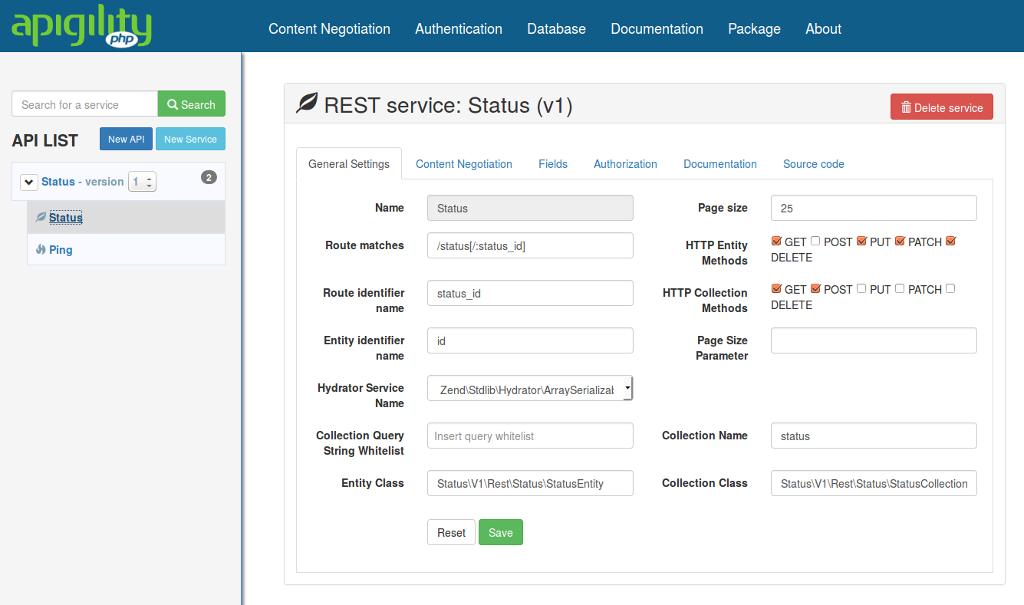 apigility
php
Content Negotiation Authentication Database Documentation Package About
Search for a service Search
API LIST New API New Service
Status - version 1 2
Status
Ping
REST service: Status (v1) Delete service
General Settings Content Negotiation Fields Authorization Documentation Source code
Name Status Page size 25
Route matches /status[/:status_id] HTTP Entity Methods GET POST PUT PATCH DELETE
Route identifier name status_id HTTP Collection Methods GET POST PUT PATCH DELETE
Entity identifier name id Page Size Parameter
Hydrator Service Name Zend\Stdlib\Hydrator\ArraySerializal
Collection Query String Whitelist Insert query whitelist Collection Name status
Entity Class Status\V1\Rest\Status\StatusEntity Collection Class Status\V1\Rest\Status\StatusCollection
Reset Save